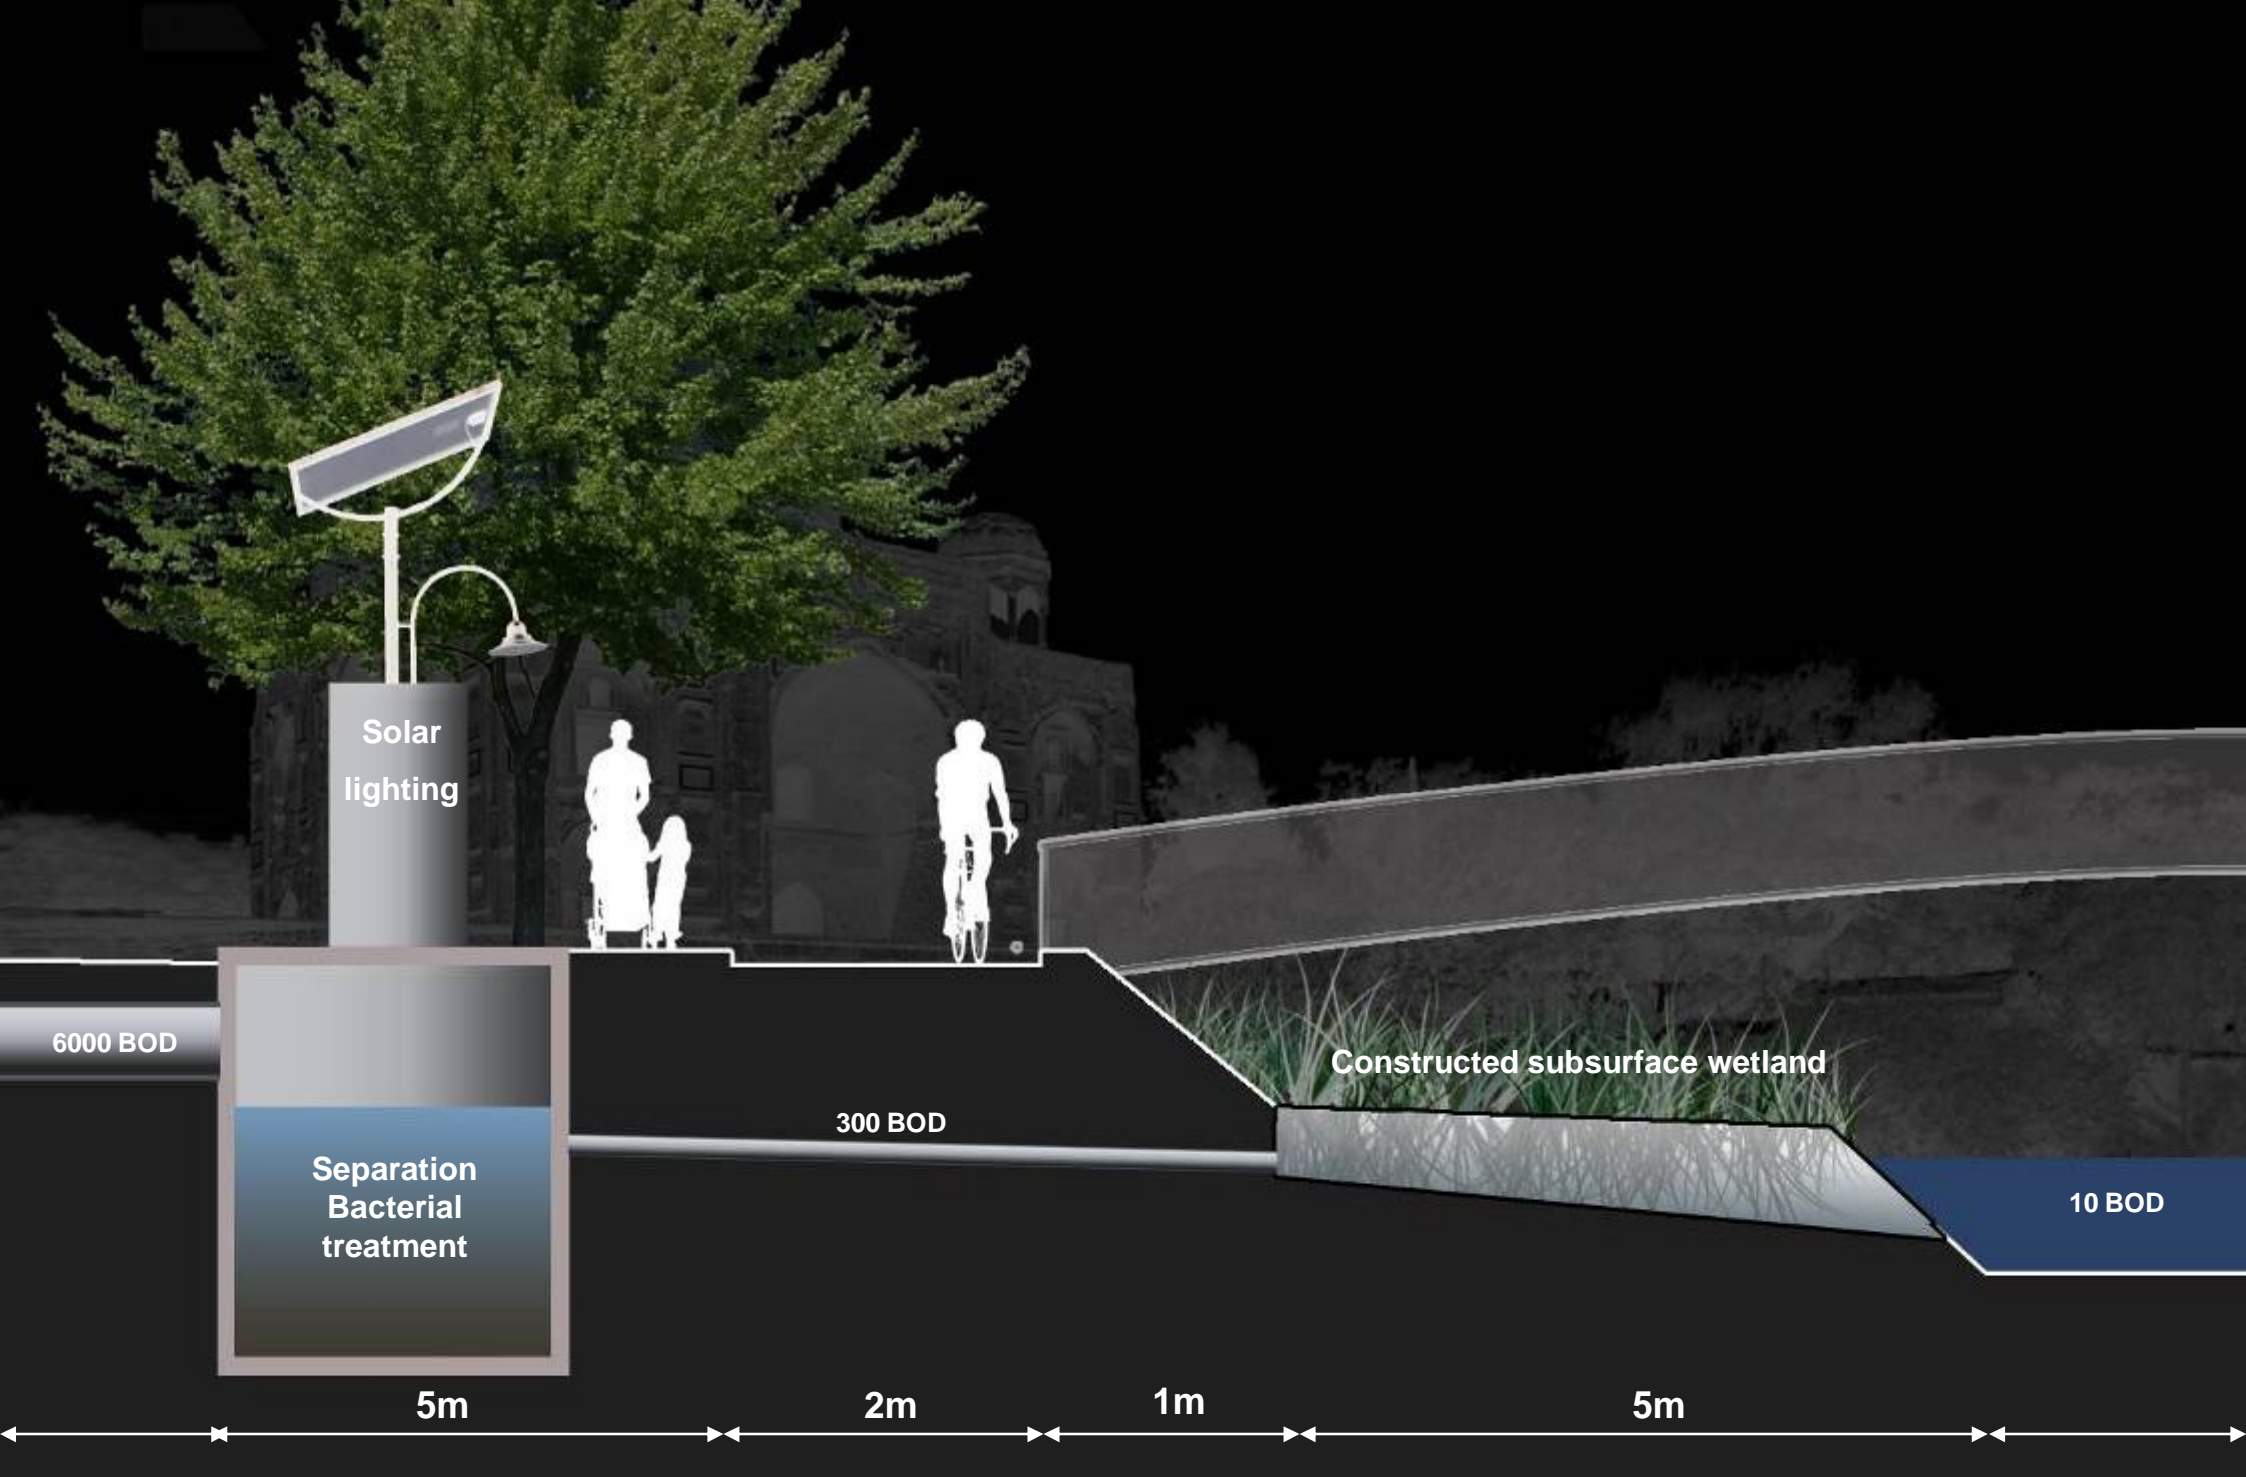 Solar
lighting
6000 BOD
Constructed subsurface wetland
300 BOD
Separation
Bacterial
treatment
10 BOD
5m
2m
1m
5m